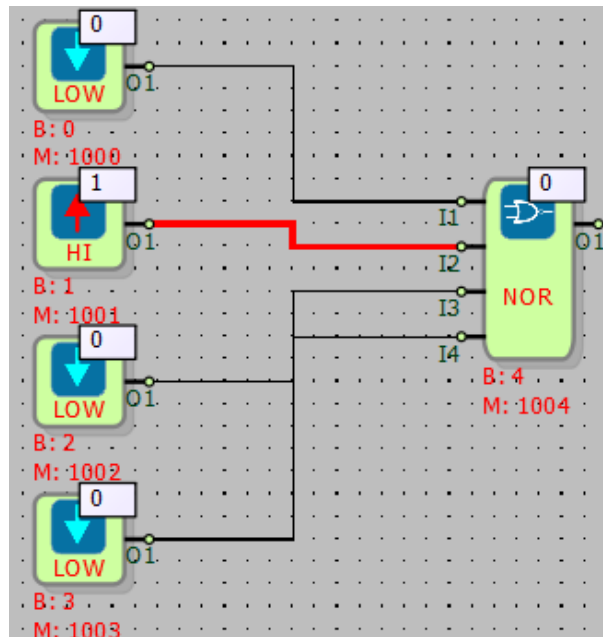 0
O1
LOW
B: 0
M: 1000
1
O1
HI
B: 1
M: 1001
0
O1
LOW
B: 2
M: 1002
0
O1
LOW
B: 3
M: 1003
I1
I2
I3
I4
0
O1
NOR
B: 4
M: 1004